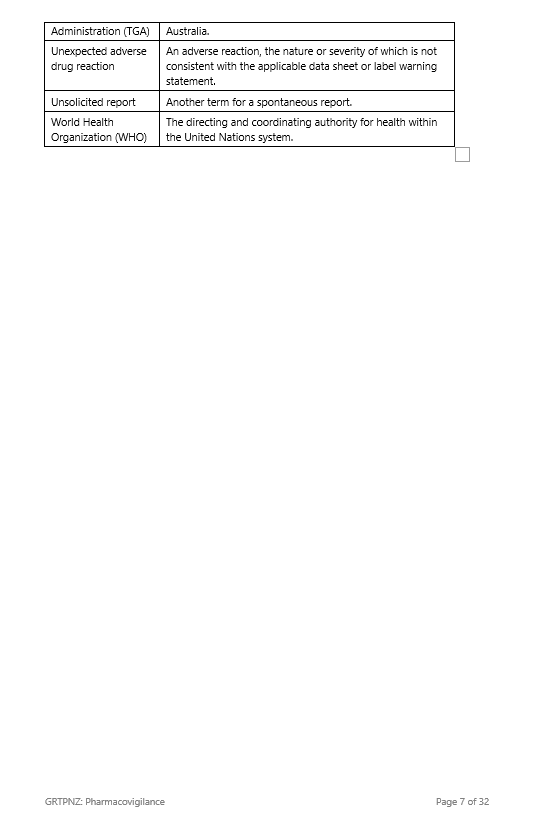 Administration (TGA) Australia.
Unexpected adverse An adverse reaction, the nature or severity of which is not
drug reaction consistent with the applicable data sheet or label warning
statement.
Unsolicited report Another term for a spontaneous report.
World Health The directing and coordinating authority for health within
Organization (WHO) the United Nations system.
GRTPNZ: Pharmacovigilance Page 7 of 32